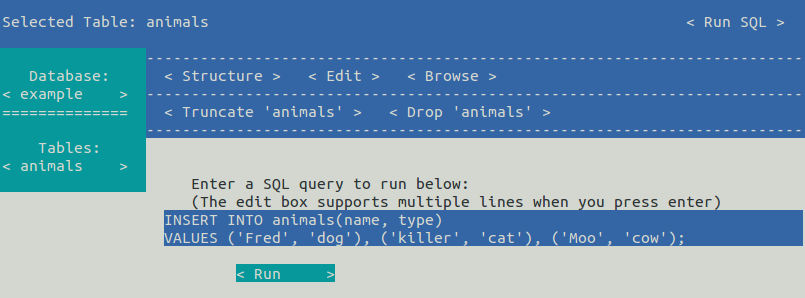 Selected Table: animals < Run SQL >
Database:
< example >
==============
Tables:
< animals >
< Structure > < Edit > < Browse >
< Truncate 'animals' > < Drop 'animals' >
Enter a SQL query to run below:
(The edit box supports multiple lines when you press enter)
INSERT INTO animals(name, type)
VALUES ('Fred', 'dog'), ('killer', 'cat'), ('Moo', 'cow');
< Run >